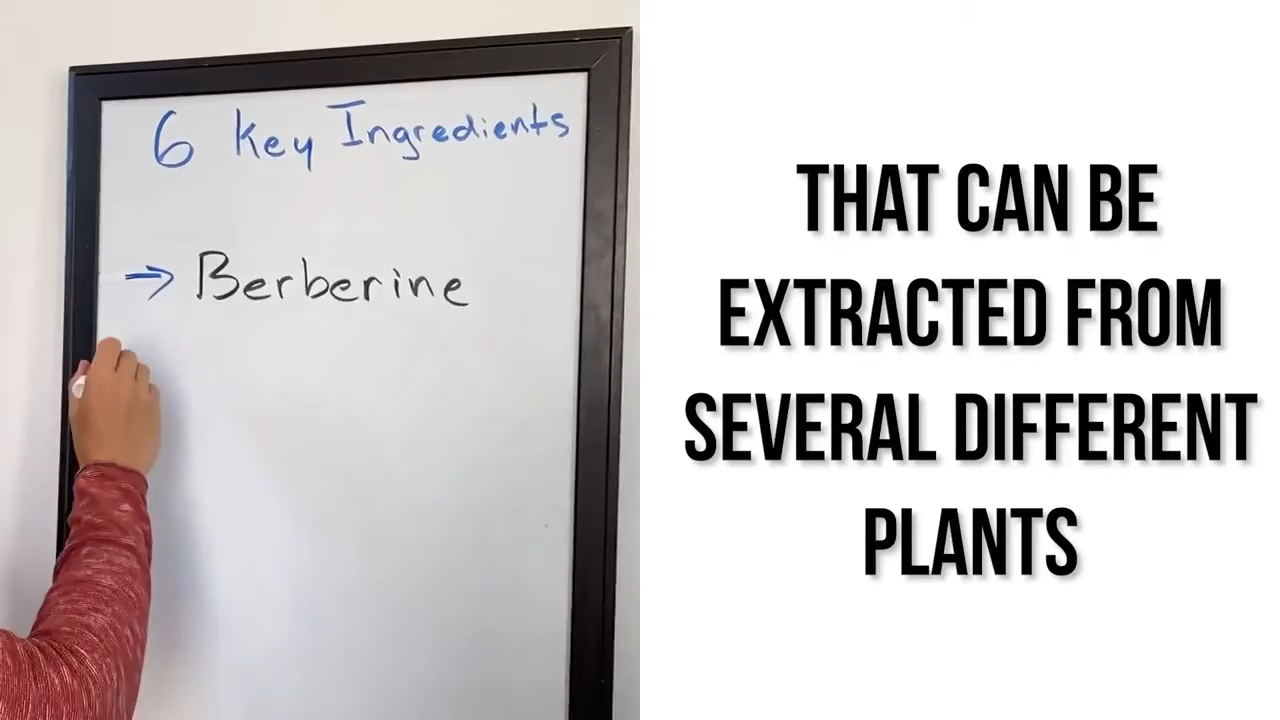 6 Key Ingredients
→ Berberine
THAT CAN BE
EXTRACTED FROM
SEVERAL DIFFERENT
PLANTS